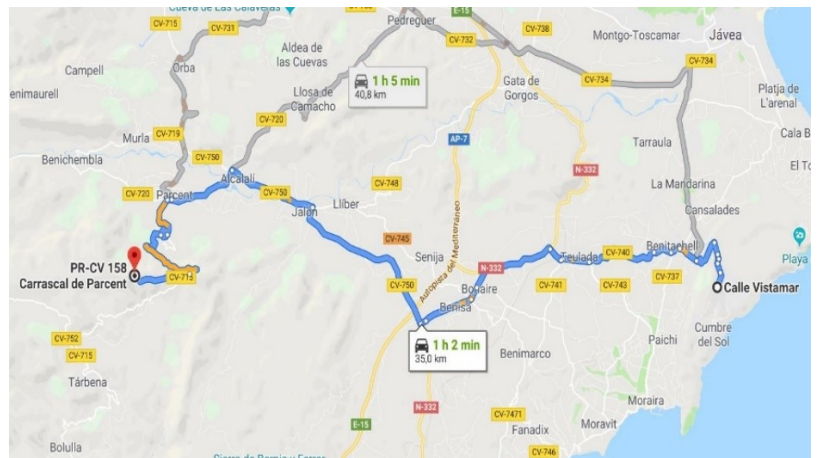 Cueva de Las Calaveras
E-15
Pedreguer
CV-715
CV-731
CV-738
Montgo-Toscamar
Jávea
Aldea de
las Cuevas
CV-732
Orba
CV-734
CV-734
Campell
1 h 5 min
40,8 km
Gata de
Gorgos
Platja de
L'arenal
enimaurell
Llosa de
Camacho
CV-720
CV-719
Murla
AP-7
Cala B
Tarraula
Benichembla
CV-750
N-332
El To
Alcalalí
CV-748
La Mandarina
CV-720
Parcent
CV-750
Llíber
Jalón
Cansalades
CV-745
Autopista del Mediterráneo
Senija
CV-740
Benitachell
PR-CV 158
Carrascal de Parcent
N-332
Teulada
Playa
CV-750
CV-741
CV-743
CV-737
Calle Vistamar
Benisa
CV-752
CV-715
1 h 2 min
35,0 km
Benimarco
Paichi
Cumbre
del Sol
Tárbena
N-332
Moraira
CV-7471
E-15
Fanadix
Moravit
Bolulla
CV-746